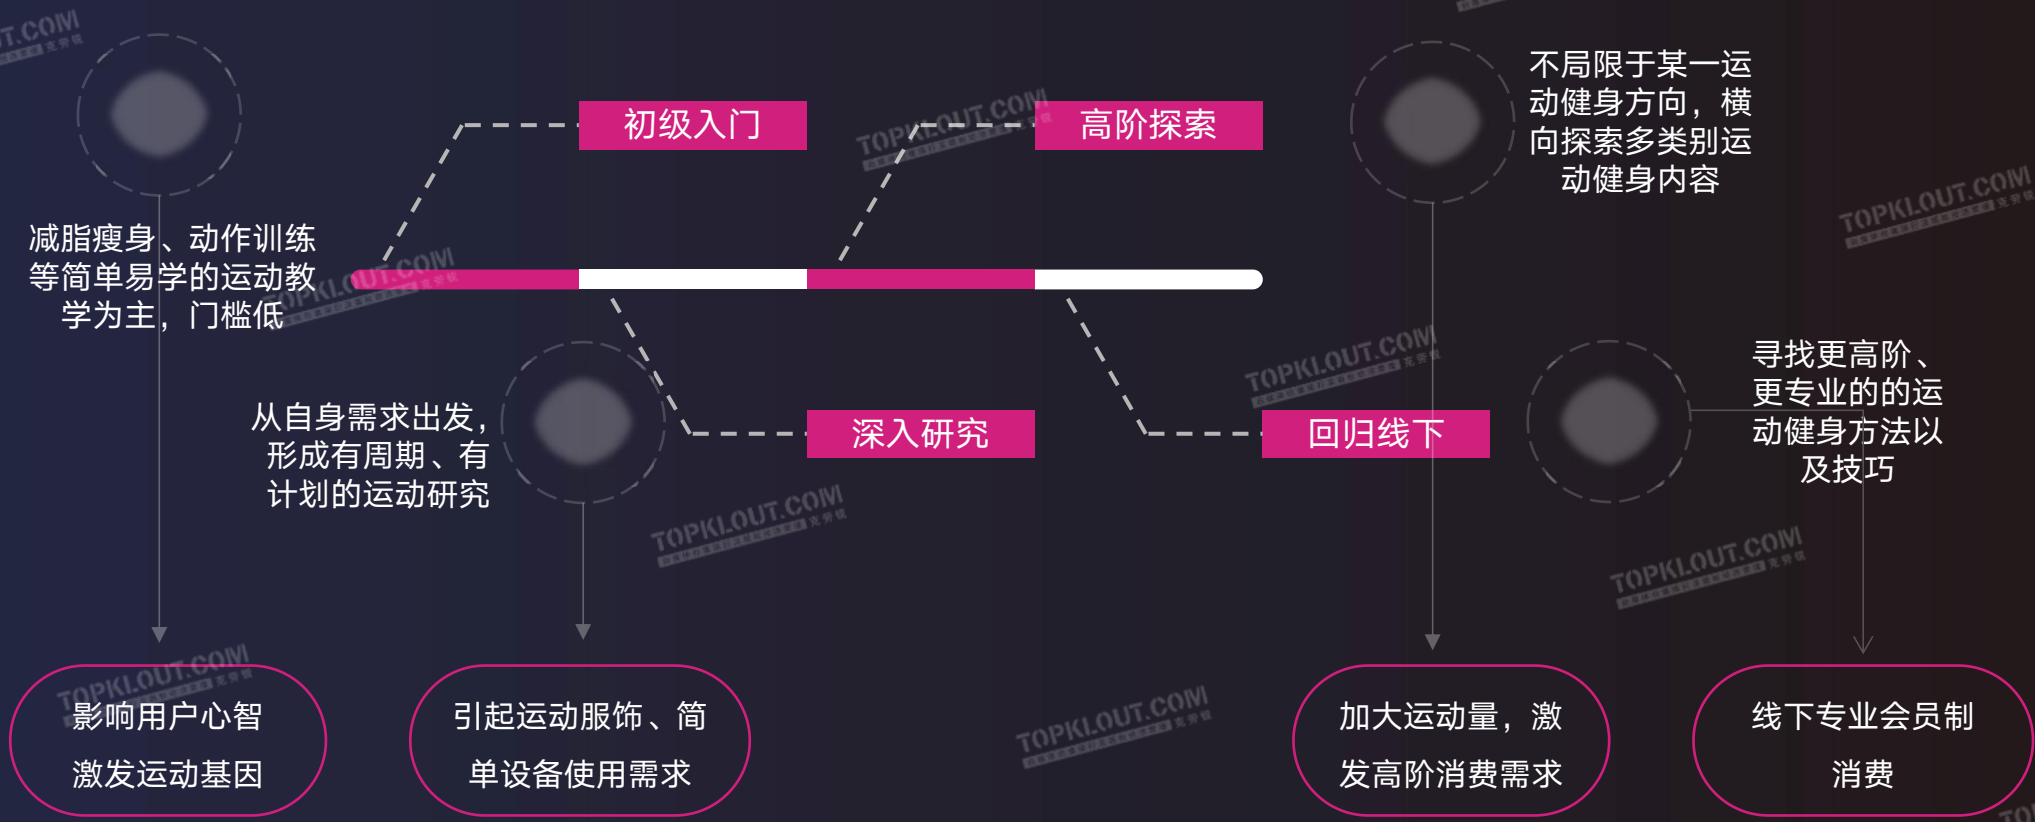 TOPKLOUT.COM
克劳锐
初级入门
高阶探索
不局限于某一运
动健身方向，横
向探索多类别运
动健身内容
减脂瘦身、动作训练
等简单易学的运动教
学为主，门槛低
从自身需求出发，
形成有周期、有
计划的运动研究
深入研究
回归线下
寻找更高阶、
更专业的的运
动健身方法以
及技巧
影响用户心智
激发运动基因
引起运动服饰、简
单设备使用需求
加大运动量，激
发高阶消费需求
线下专业会员制
消费